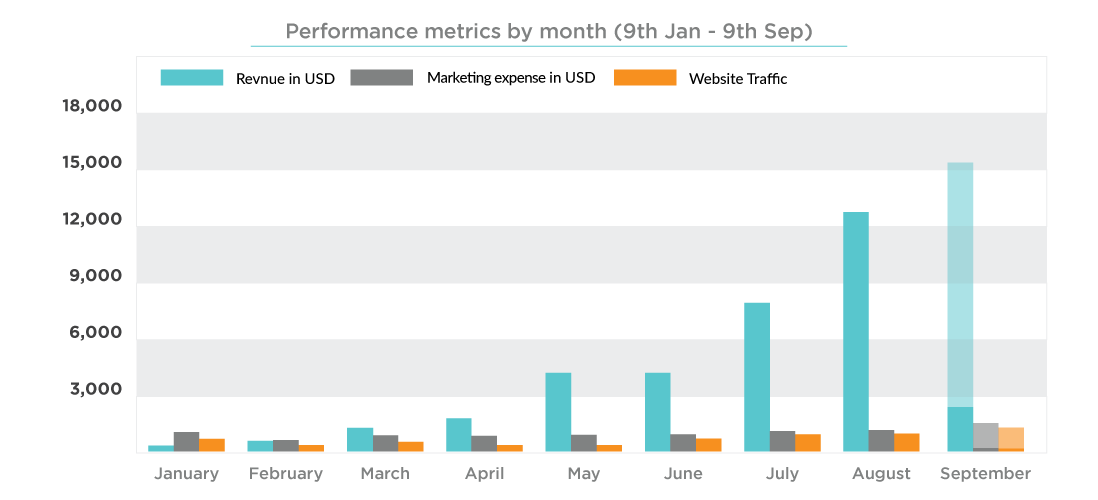 Performance metrics by month (9th Jan - 9th Sep)
Revnue in USD Marketing expense in USD Website Traffic
18,000
15,000
12,000
9,000
6,000
3,000
January February March April May June July August September